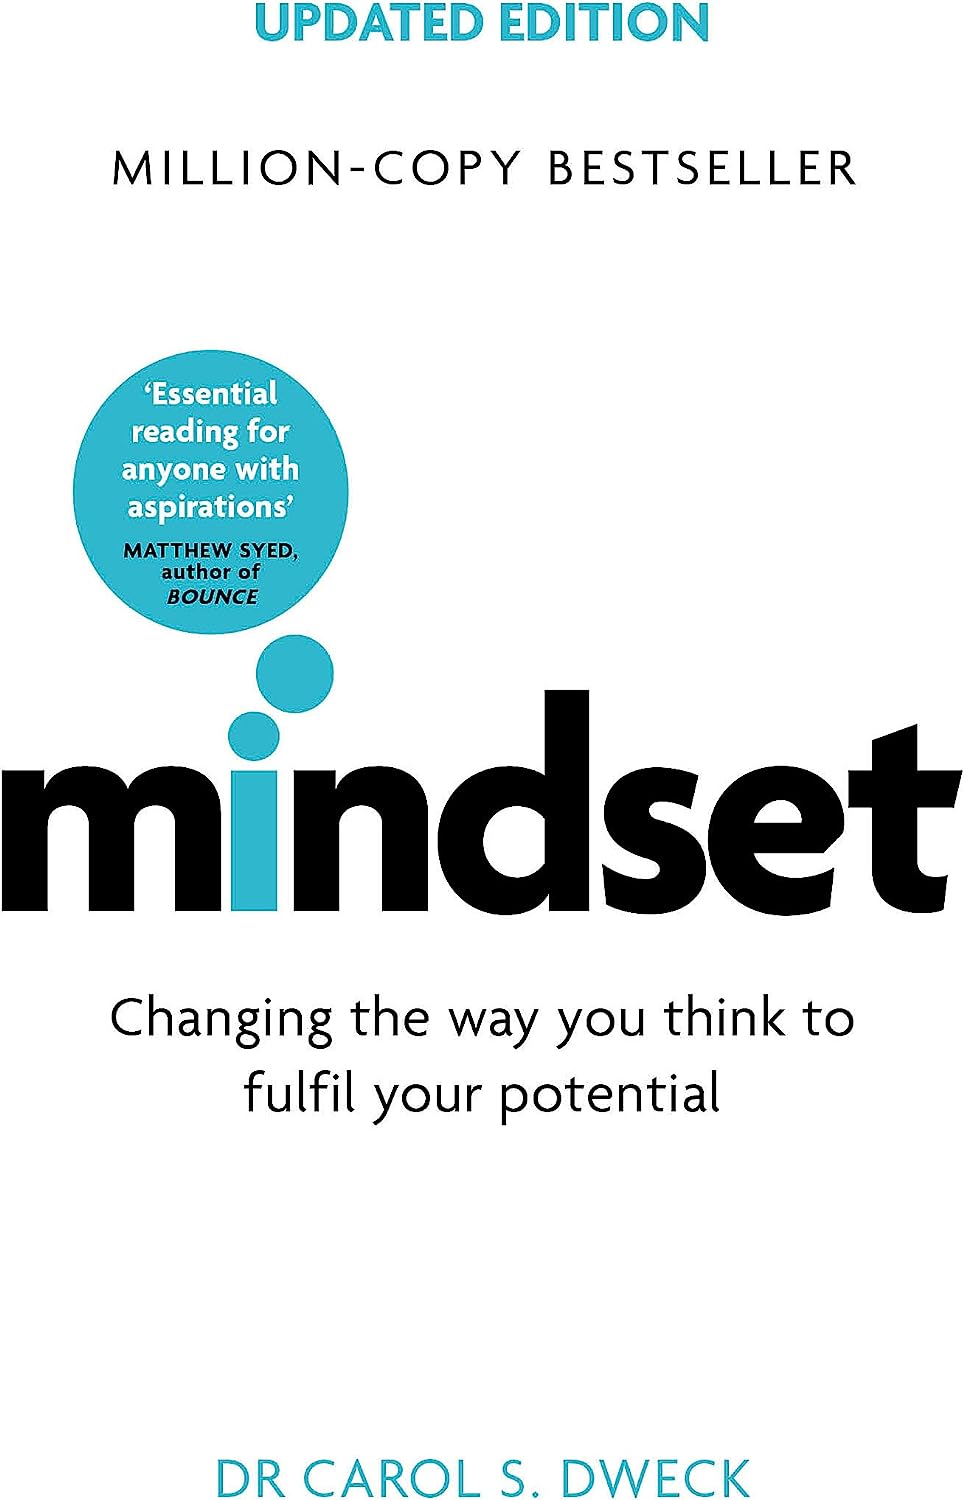 UPDATED EDITION
MILLION-COPY BESTSELLER
‘Essential
reading for
anyone with
aspirations’
MATTHEW SYED,
author of
BOUNCE
mindset
Changing the way you think to
fulfil your potential
DR CAROL S. DWECK